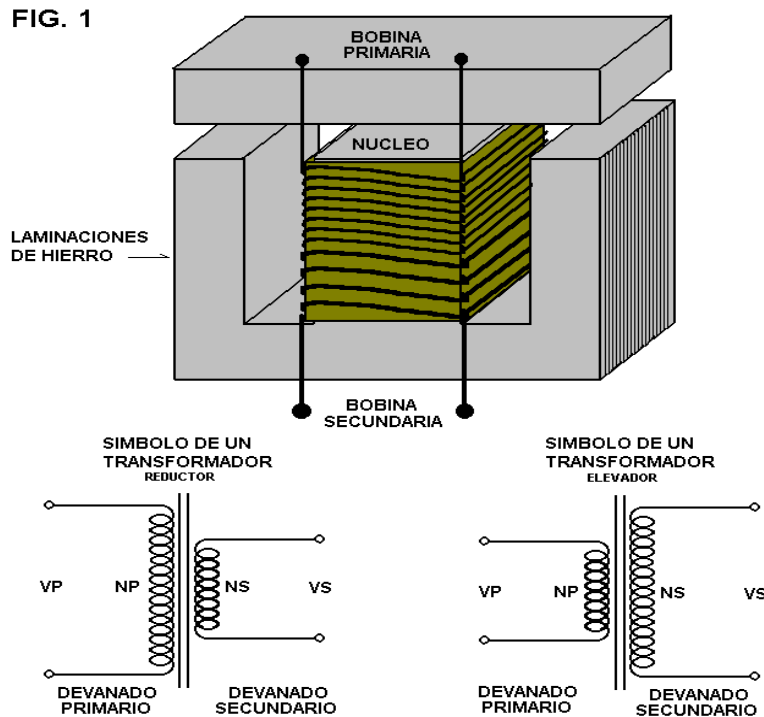 FIG. 1
BOBINA
PRIMARIA
NUCLEO
LAMINACIONES
DE HIERRO
BOBINA
SECUNDARIA
SIMBOLO DE UN
TRANSFORMADOR
REDUCTOR
VP
NP
NS
VS
DEVANADO
PRIMARIO
DEVANADO
SECUNDARIO
SIMBOLO DE UN
TRANSFORMADOR
ELEVADOR
VP
NP
NS
VS
DEVANADO
PRIMARIO
DEVANADO
SECUNDARIO